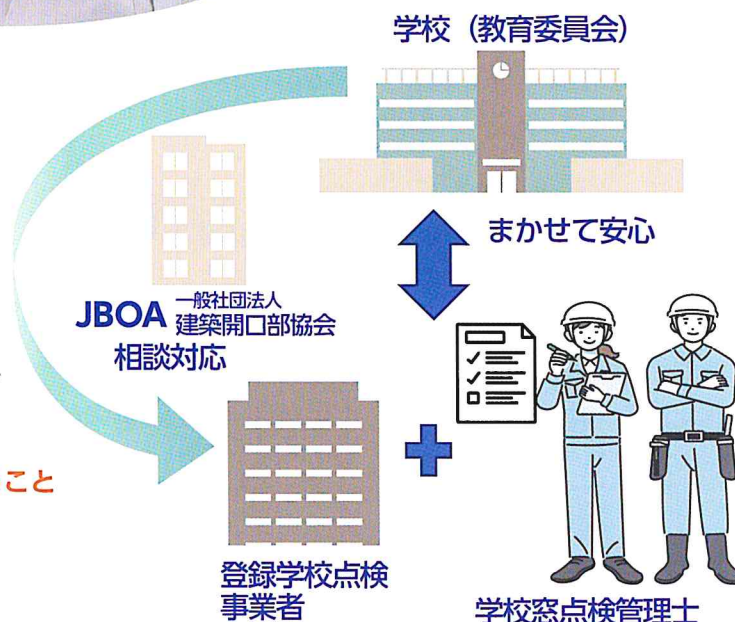 学校（教育委員会）
まかせて安心
JBOA 一般社団法人
建築開口部協会
相談対応
こと
登録学校点検
事業者
学校窓点検管理士